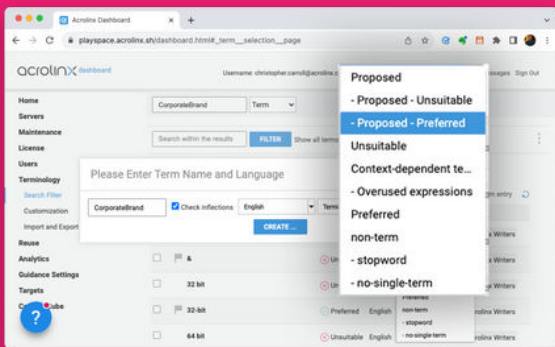 Acrolinx Dashboard
playspace.acrolinx.sh/dashboard.html#_term__selection__page
acrolinx dashboard
Username: christopher.carroll@acrolinx.c
Sign Out
Home
Servers
Maintenance
License
Users
Terminology
Search Filter
Customization
Import and Export
Reuse
Analytics
Guidance Settings
Targets
CorporateBrand
Term
Search within the results
FILTER
Show all terms
Please Enter Term Name and Language
CorporateBrand
Check inflections
English
CREATE ...
Proposed
- Proposed - Unsuitable
- Proposed - Preferred
Unsuitable
Context-dependent te...
- Overused expressions
Preferred
non-term
- stopword
- no-single-term
&
Writers
32 bit
Writers
32-bit
Preferred
English
Writers
64 bit
Unsuitable
English
Writers
Preferred
non-term
- stopword
- no-single-term
?